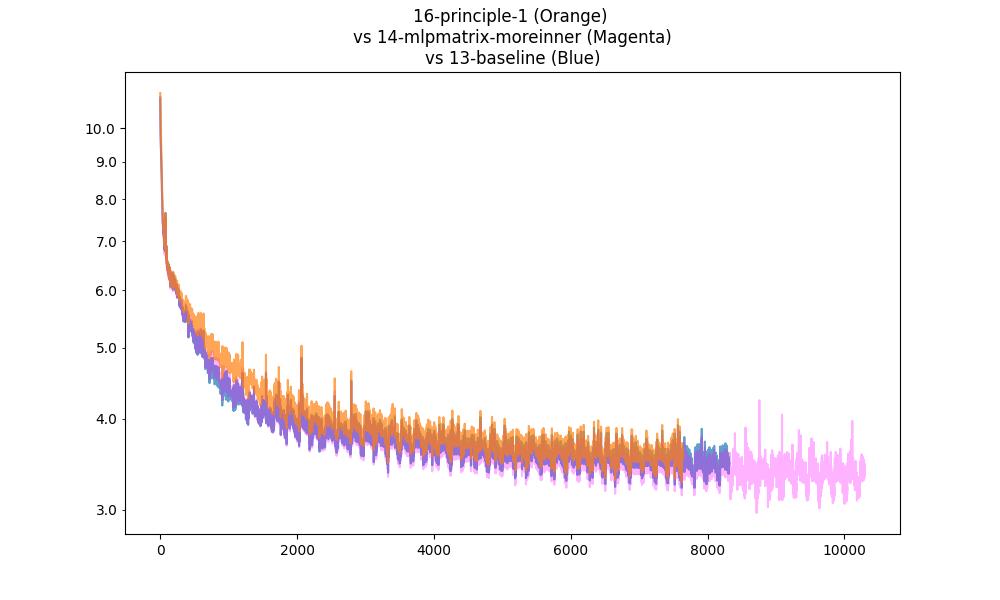 16-principle-1 (Orange)
vs 14-mlpmatrix-moreinner (Magenta)
vs 13-baseline (Blue)
10.0
9.0
8.0
7.0
6.0
5.0
4.0
3.0
0 2000 4000 6000 8000 10000